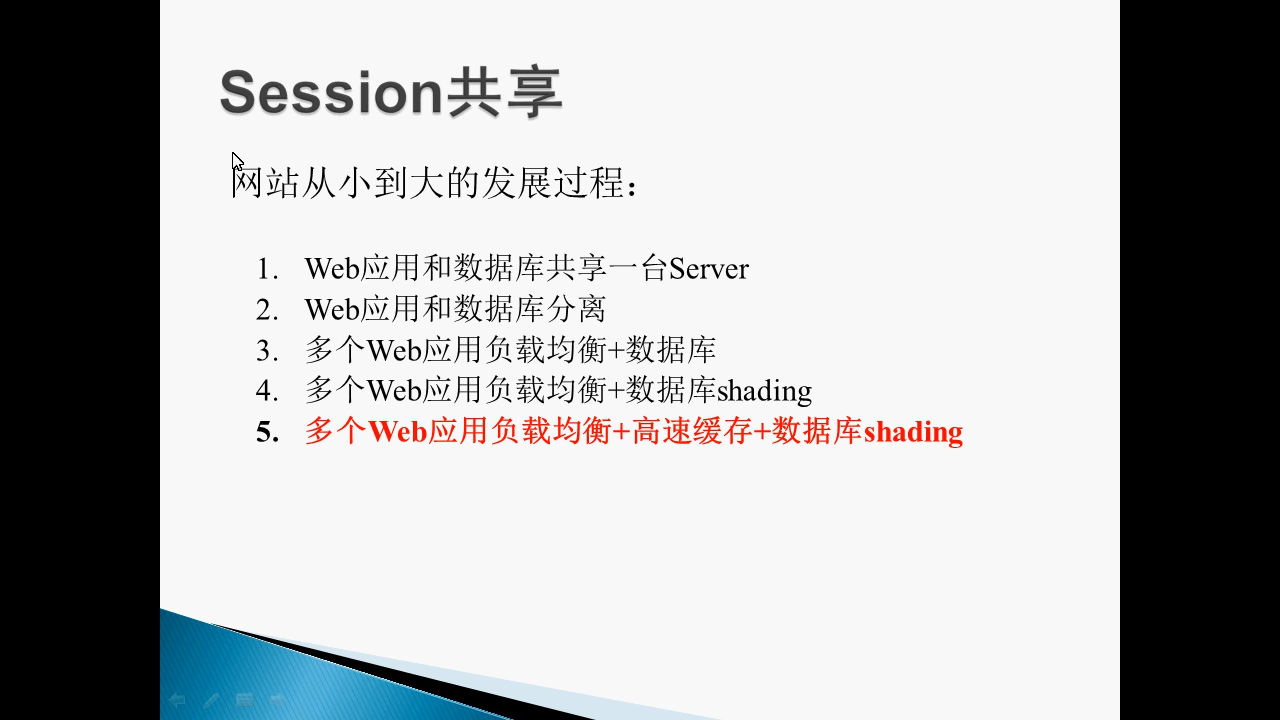 Session共享
网站从小到大的发展过程：
1. Web应用和数据库共享一台Server
2. Web应用和数据库分离
3. 多个Web应用负载均衡+数据库
4. 多个Web应用负载均衡+数据库shading
5. 多个Web应用负载均衡+高速缓存+数据库shading